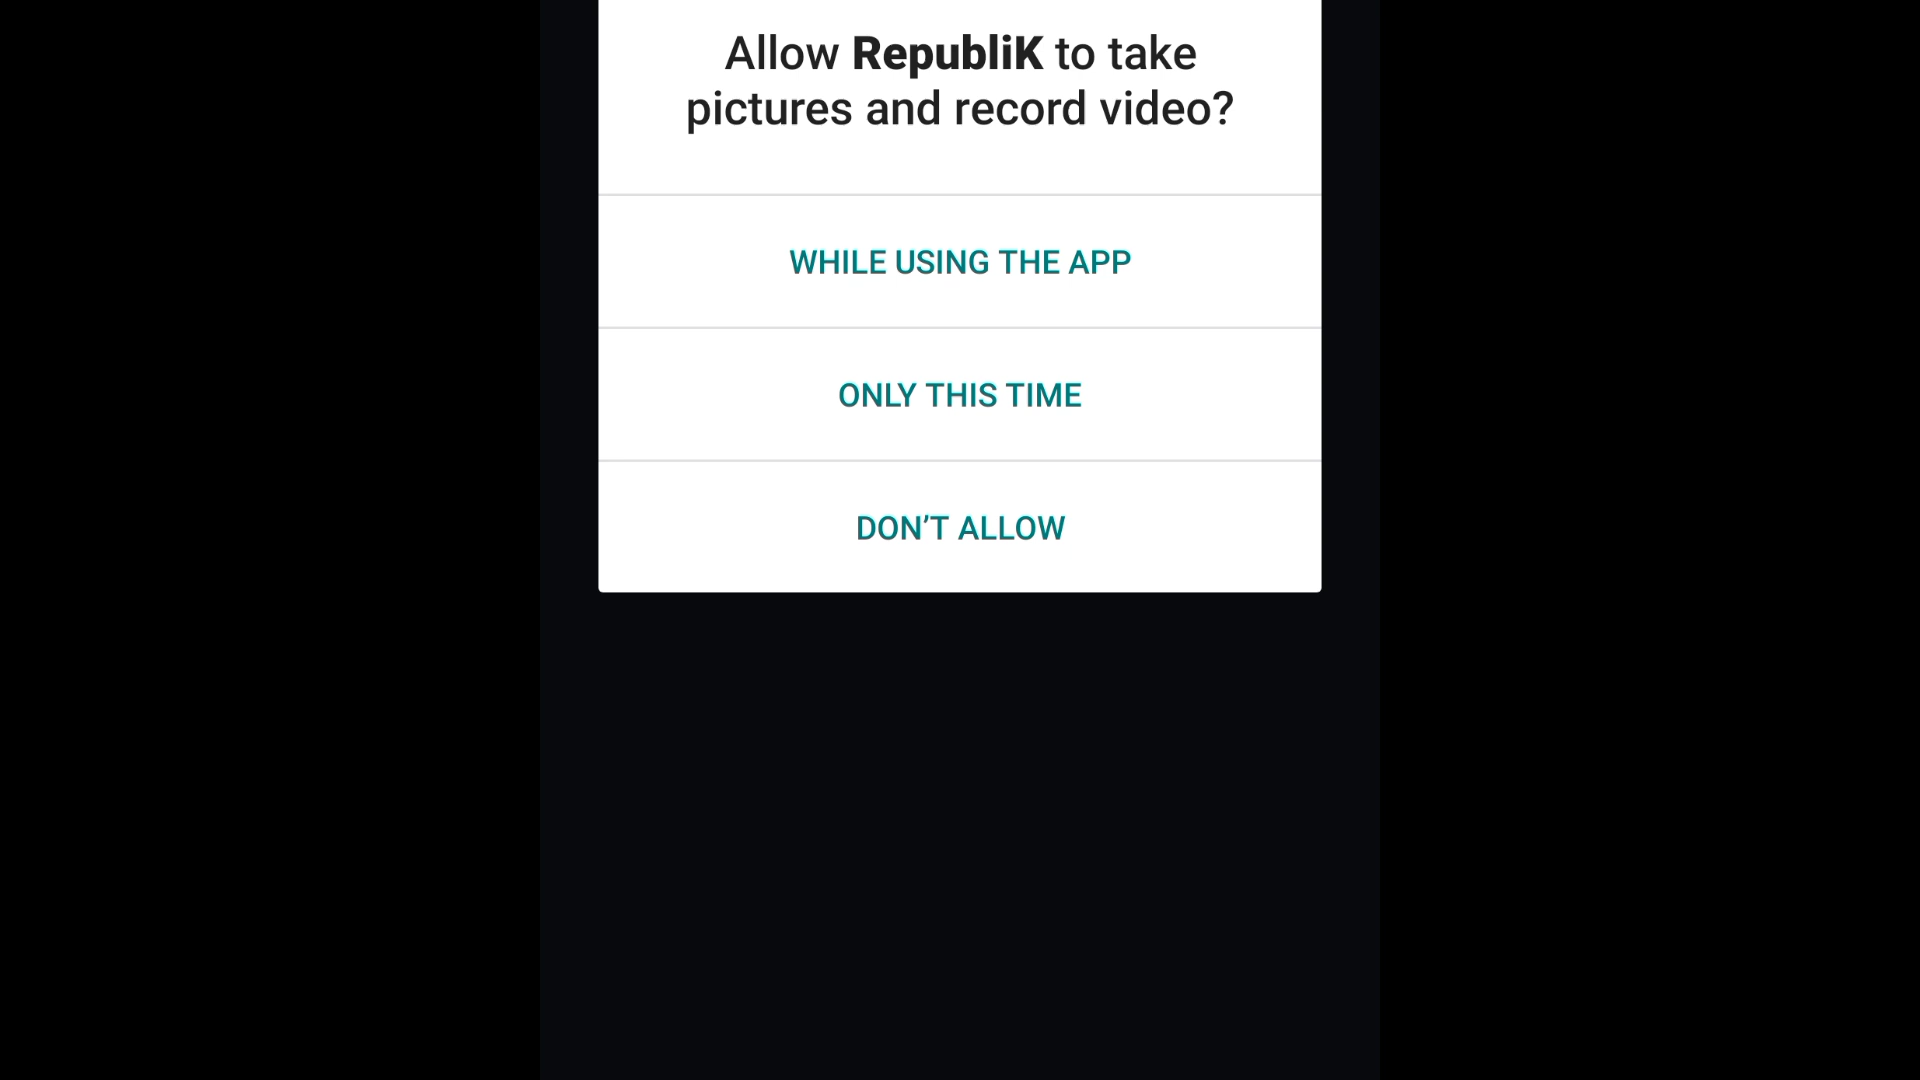 Allow RepubliK to take
pictures and record video?
WHILE USING THE APP
ONLY THIS TIME
DON’T ALLOW